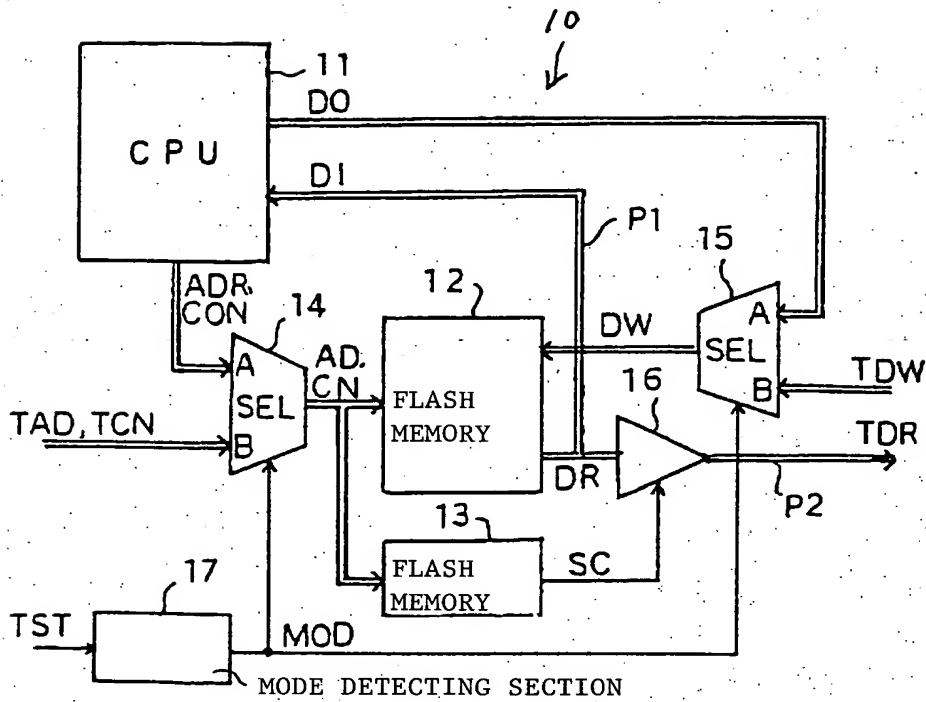 10
11
DO
CPU
DI
P1
15
ADR.
CON
14
12
A
DW
SEL
B
TDW
A
SEL
B
AD.
CN
FLASH
MEMORY
16
TAD, TCN
TDR
DR
P2
13
FLASH
MEMORY
SC
17
TST
MOD
MODE DETECTING SECTION